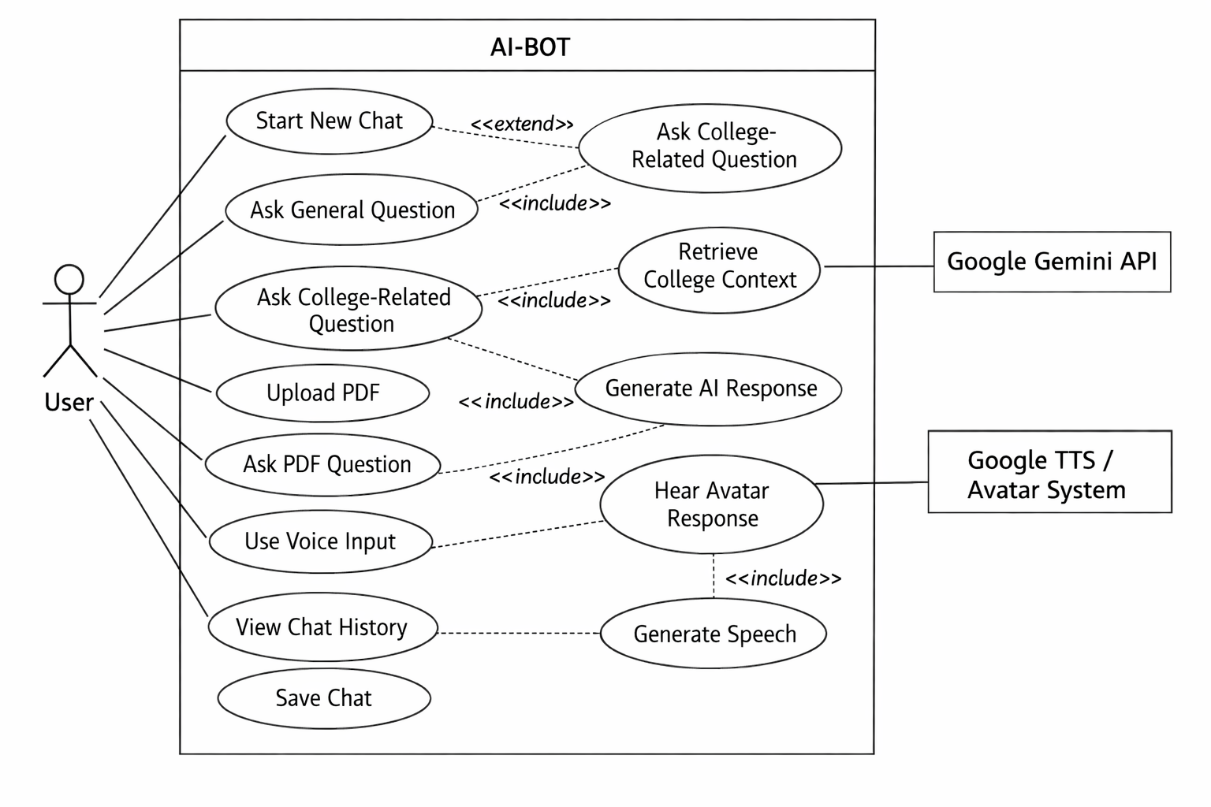 AI-BOT
Start New Chat
<<extend>>
Ask College-
Related Question
Ask General Question
<<include>>
Retrieve
College Context
Google Gemini API
Ask College-Related
Question
<<include>>
Upload PDF
Generate AI Response
User
<<include>>
Ask PDF Question
<<include>>
Hear Avatar
Response
Google TTS /
Avatar System
Use Voice Input
<<include>>
View Chat History
Generate Speech
Save Chat